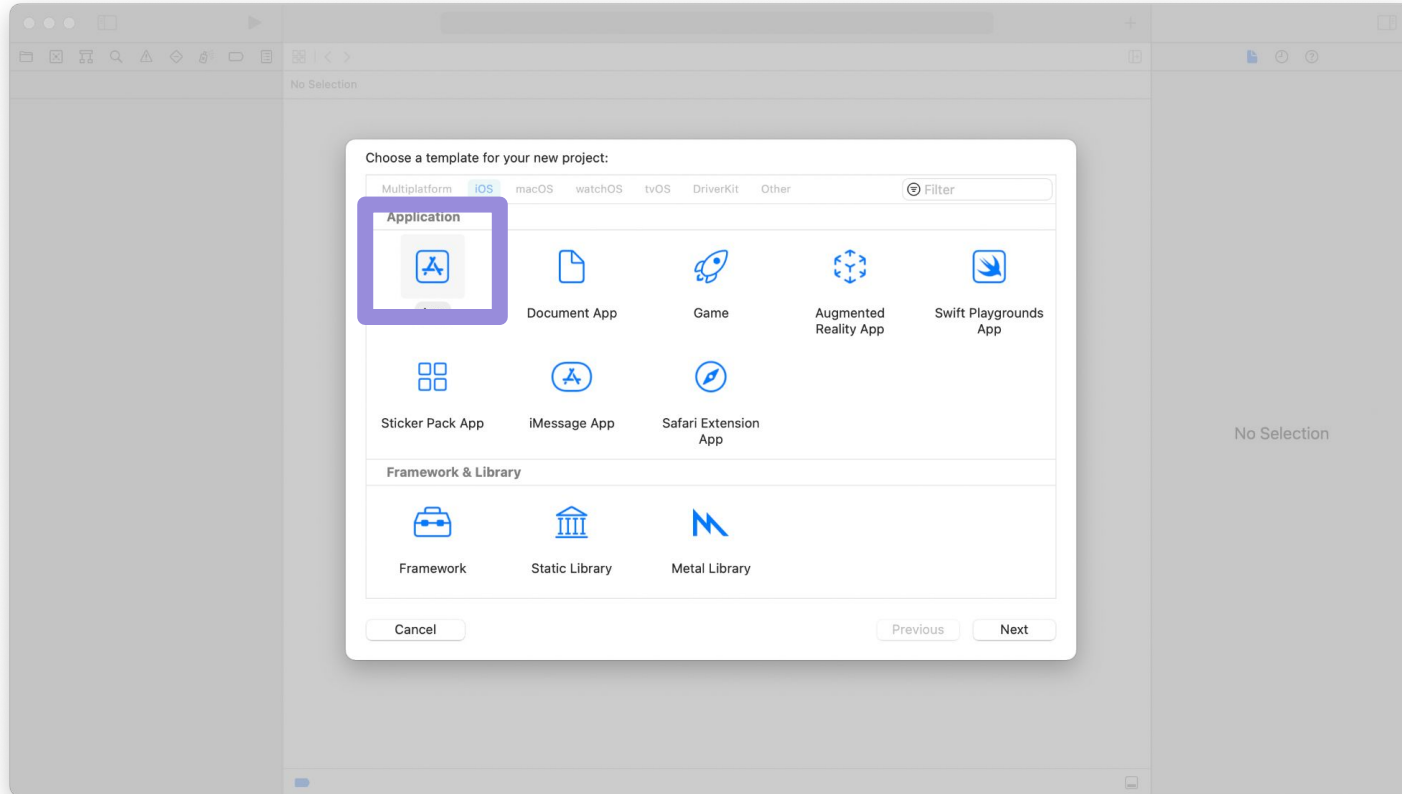 No Selection
Choose a template for your new project:
Multiplatform iOS macOS watchOS tvOS DriverKit Other Filter
Application
Document App Game Augmented Reality App Swift Playgrounds App
Sticker Pack App iMessage App Safari Extension App
No Selection
Framework & Library
Framework Static Library Metal Library
Cancel Previous Next